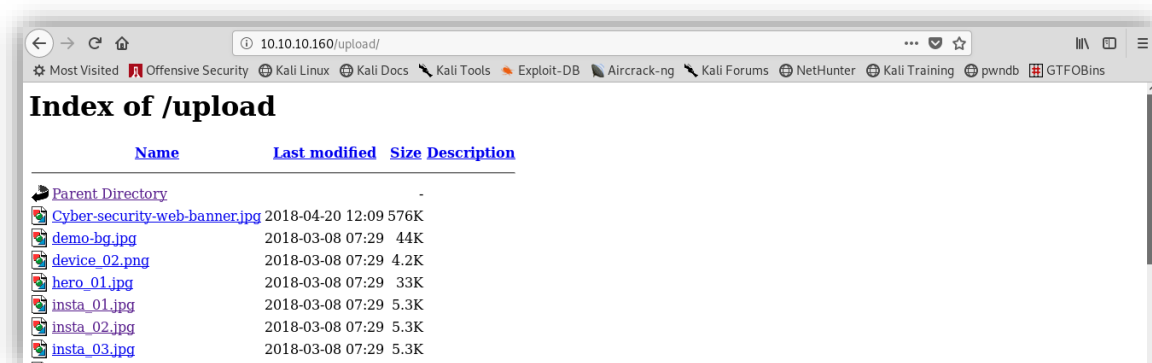 10.10.10.160/upload/
Most Visited Offensive Security Kali Linux Kali Docs Kali Tools Exploit-DB Aircrack-ng Kali Forums NetHunter Kali Training pwndb GTFOBins
Index of /upload
Name Last modified Size Description
Parent Directory -
Cyber-security-web-banner.jpg 2018-04-20 12:09 576K
demo-bg.jpg 2018-03-08 07:29 44K
device_02.png 2018-03-08 07:29 4.2K
hero_01.jpg 2018-03-08 07:29 33K
insta_01.jpg 2018-03-08 07:29 5.3K
insta_02.jpg 2018-03-08 07:29 5.3K
insta_03.jpg 2018-03-08 07:29 5.3K